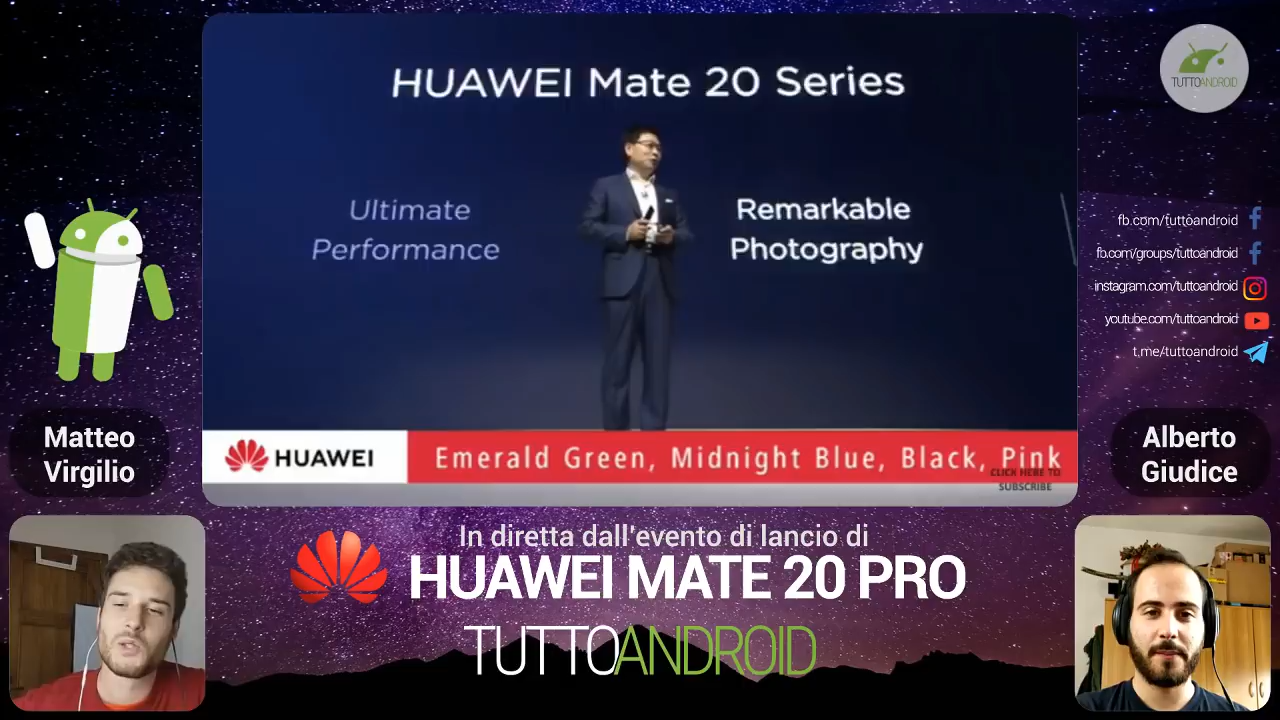 HUAWEI Mate 20 Series
Ultimate
Performance
Remarkable
Photography
HUAWEI
Emerald Green, Midnight Blue, Black, Pink
CLICK HERE TO
SUBSCRIBE
TUTTOANDROID
fb.com/tuttoandroid
fb.com/groups/tuttoandroid
instagram.com/tuttoandroid
youtube.com/tuttoandroid
t.me/tuttoandroid
Matteo
Virgilio
Alberto
Giudice
In diretta dall'evento di lancio di
HUAWEI MATE 20 PRO
TUTTOANDROID